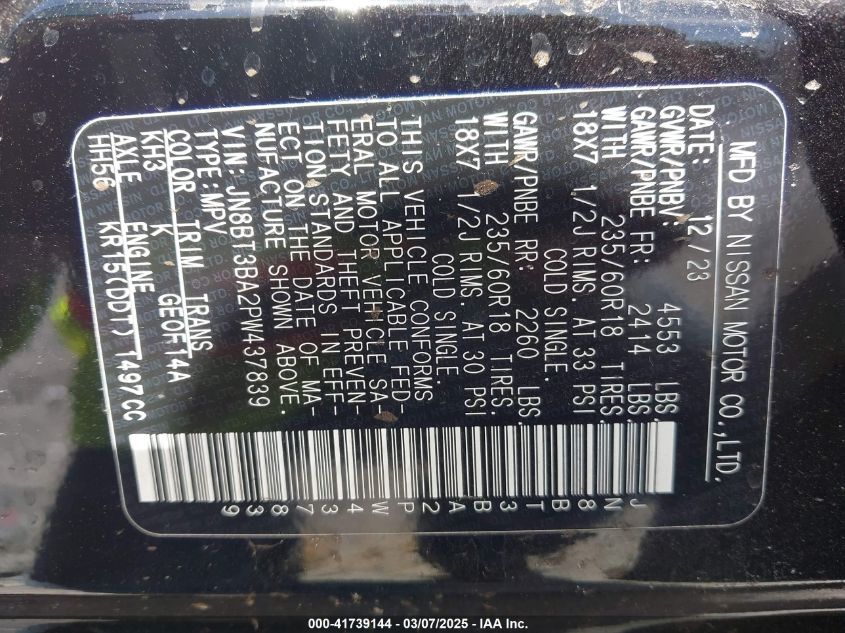 MFD BY NISSAN MOTOR CO.,LTD.
DATE: 12/23
GVWR/PNBV: 4553 LBS
GAWR/PNBE FR: 2414 LBS.
WITH 235/60R18 TIRES.
18X7 1/2J RIMS. AT 33 PSI
COLD SINGLE.
GAWR/PNBE RR: 2260 LBS.
WITH 235/60R18 TIRES.
18X7 1/2J RIMS AT 30 PSI
COLD SINGLE.
THIS VEHICLE CONFORMS
TO ALL APPLICABLE FED-
ERAL MOTOR VEHICLE SA-
FETY AND THEFT PREVEN-
TION STANDARDS IN EFF-
ECT ON THE DATE OF MA-
NUFACTURE SHOWN ABOVE.
VIN: JN8BT3BA2PW437839
TYPE: MPV
COLOR TRIM TRANS
KH3 K GEOFT4A
AXLE ENGINE
HH56 KR15(DDT) 1497CC
JN8BT3BA2PW437839
000-41739144 — 03/07/2025 — IAA Inc.